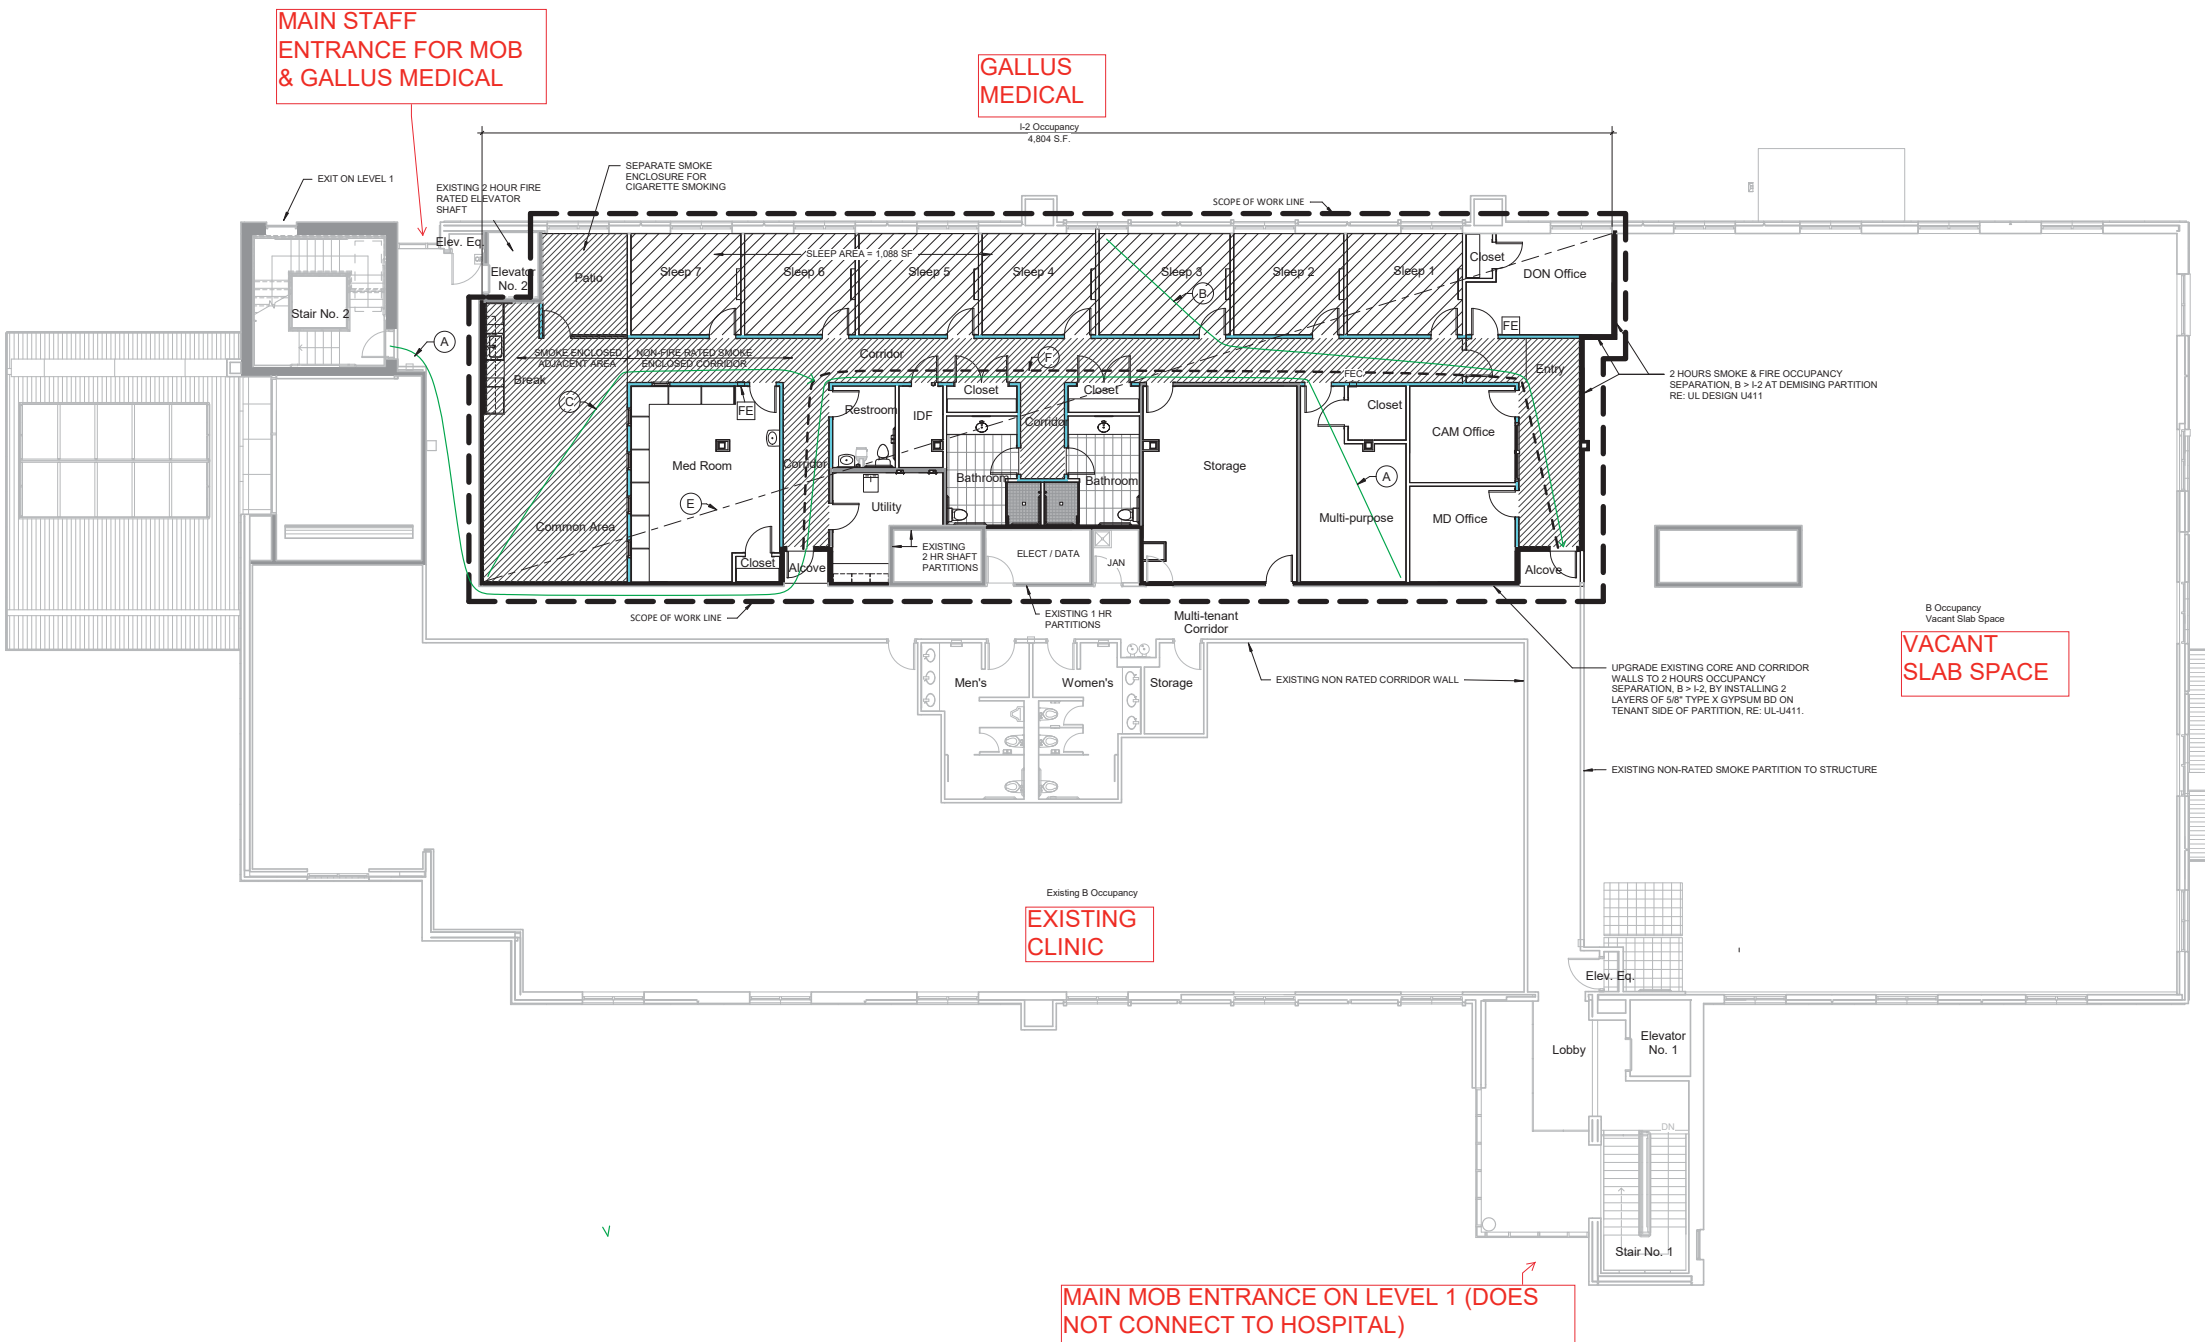 MAIN STAFF
ENTRANCE FOR MOB
& GALLUS MEDICAL
GALLUS
MEDICAL
I-2 Occupancy
4,804 S.F.
EXIT ON LEVEL 1
EXISTING 2 HOUR FIRE
RATED ELEVATOR
SHAFT
SEPARATE SMOKE
ENCLOSURE FOR
CIGARETTE SMOKING
SCOPE OF WORK LINE
Elev. Eq.
Elevator
No. 2
Stair No. 2
Patio
SLEEP AREA = 1,088 SF
Sleep 7
Sleep 6
Sleep 5
Sleep 4
Sleep 3
Sleep 2
Sleep 1
Closet
DON Office
B
FE
A
SMOKE ENCLOSED
ADJACENT AREA
NON-FIRE RATED SMOKE
ENCLOSED CORRIDOR
Corridor
F
FEC
Entry
Break
C
FE
Restroom
IDF
Closet
Corridor
Closet
Closet
CAM Office
2 HOURS SMOKE & FIRE OCCUPANCY
SEPARATION, B > I-2 AT DEMISING PARTITION
RE: UL DESIGN U411
Med Room
Corridor
Storage
E
Utility
Bathroom
Bathroom
A
Common Area
Multi-purpose
MD Office
EXISTING
2 HR SHAFT
PARTITIONS
ELECT / DATA
JAN
Closet
Alcove
Alcove
SCOPE OF WORK LINE
EXISTING 1 HR
PARTITIONS
Multi-tenant
Corridor
B Occupancy
Vacant Slab Space
VACANT
SLAB SPACE
Men's
Women's
Storage
EXISTING NON RATED CORRIDOR WALL
UPGRADE EXISTING CORE AND CORRIDOR
WALLS TO 2 HOURS OCCUPANCY
SEPARATION, B > I-2, BY INSTALLING 2
LAYERS OF 5/8" TYPE X GYPSUM BD ON
TENANT SIDE OF PARTITION, RE: UL-U411.
EXISTING NON-RATED SMOKE PARTITION TO STRUCTURE
Existing B Occupancy
EXISTING
CLINIC
Elev. Eq.
Lobby
Elevator
No. 1
DN
Stair No. 1
MAIN MOB ENTRANCE ON LEVEL 1 (DOES
NOT CONNECT TO HOSPITAL)